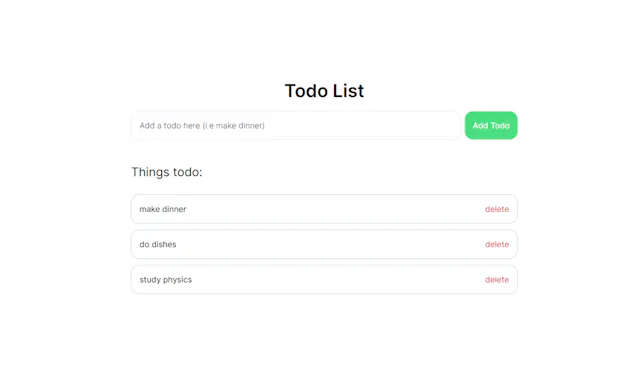 Todo List
Add a todo here (i.e make dinner) Add Todo
Things todo:
make dinner delete
do dishes delete
study physics delete